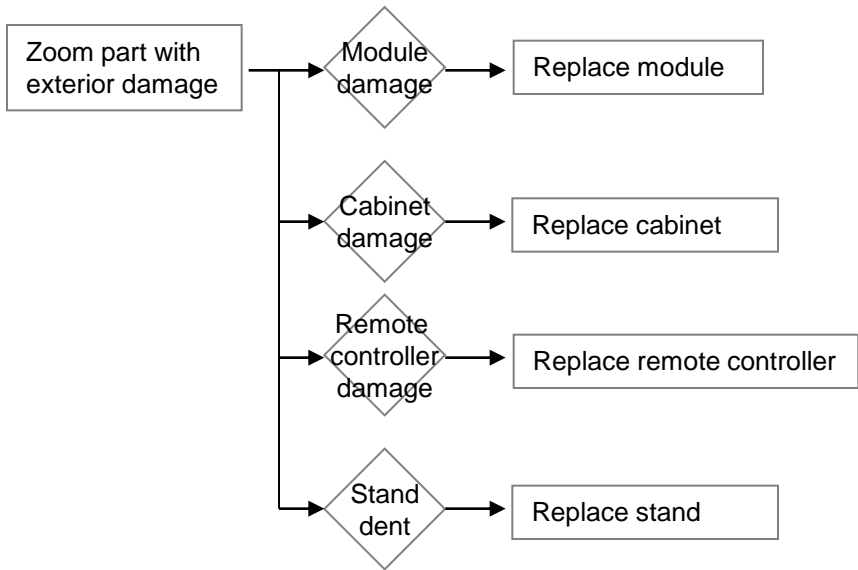 Zoom part with
exterior damage
Module
damage
Replace module
Cabinet
damage
Replace cabinet
Remote
controller
damage
Replace remote controller
Stand
dent
Replace stand